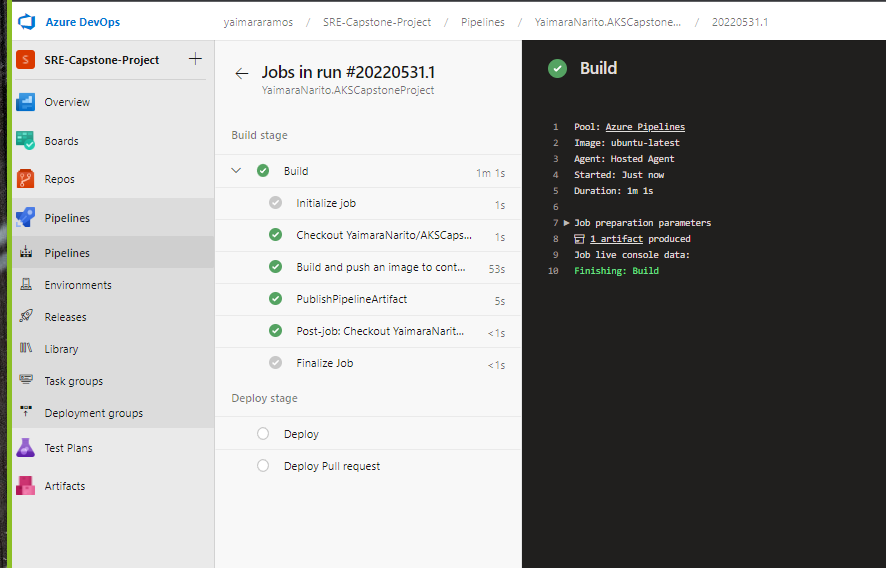 Azure DevOps
yaimararamos / SRE-Capstone-Project / Pipelines / YaimaraNarito.AKSCapstone... / 20220531.1
S SRE-Capstone-Project +
Overview
Boards
Repos
Pipelines
Pipelines
Environments
Releases
Library
Task groups
Deployment groups
Test Plans
Artifacts
Jobs in run #20220531.1
YaimaraNarito.AKSCapstoneProject
Build stage
Build 1m 1s
Initialize job 1s
Checkout YaimaraNarito/AKSCaps... 1s
Build and push an image to cont... 53s
PublishPipelineArtifact 5s
Post-job: Checkout YaimaraNarit... <1s
Finalize Job <1s
Deploy stage
Deploy
Deploy Pull request
Build
1 Pool: Azure Pipelines
2 Image: ubuntu-latest
3 Agent: Hosted Agent
4 Started: Just now
5 Duration: 1m 1s
6
7 Job preparation parameters
8 1 artifact produced
9 Job live console data:
10 Finishing: Build